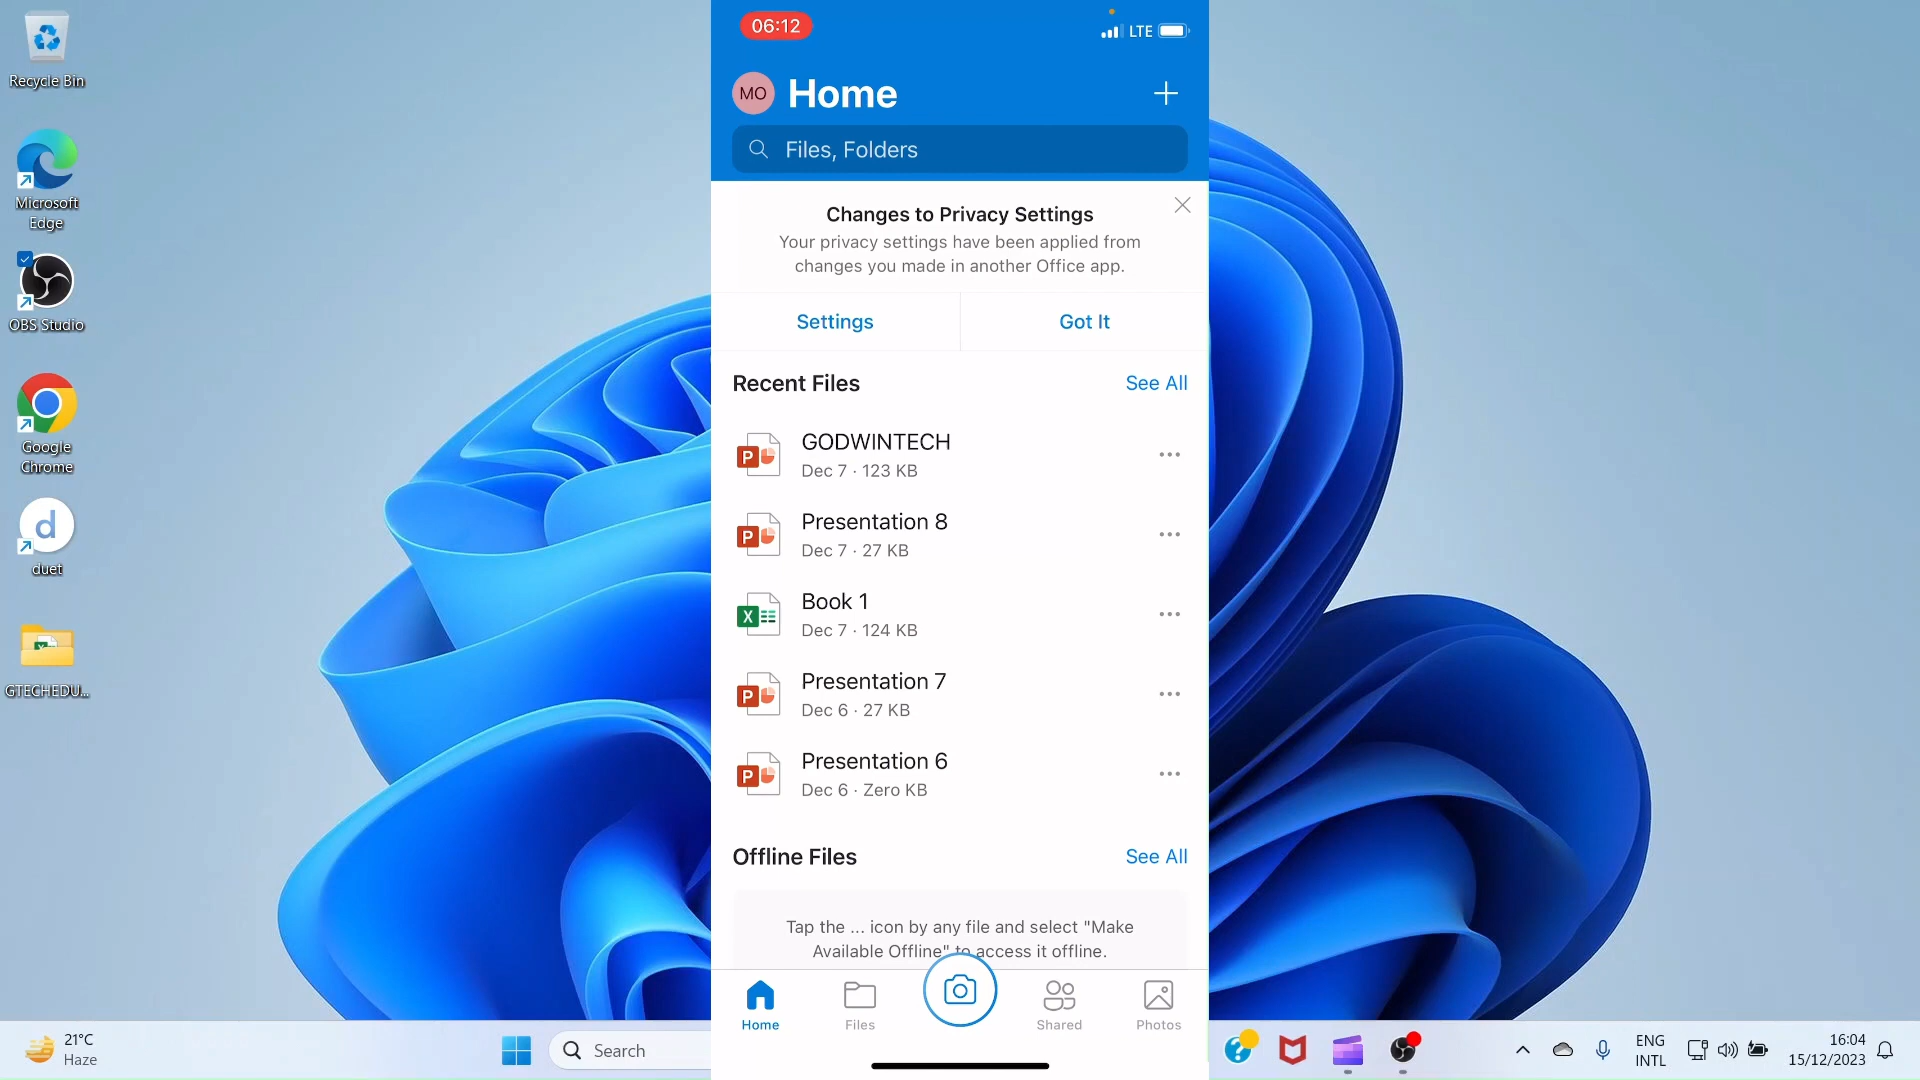 Recycle Bin
Microsoft
Edge
OBS Studio
Google
Chrome
d
duet
GTECHEDU...
06:12
LTE
MO
Home
Files, Folders
Changes to Privacy Settings
Your privacy settings have been applied from
changes you made in another Office app.
Settings
Got It
Recent Files
See All
P
GODWINTECH
Dec 7 · 123 KB
P
Presentation 8
Dec 7 · 27 KB
X
Book 1
Dec 7 · 124 KB
P
Presentation 7
Dec 6 · 27 KB
P
Presentation 6
Dec 6 · Zero KB
Offline Files
See All
Tap the ... icon by any file and select "Make
Available Offline" to access it offline.
Home
Files
Shared
Photos
21°C
Haze
Search
ENG
INTL
16:04
15/12/2023